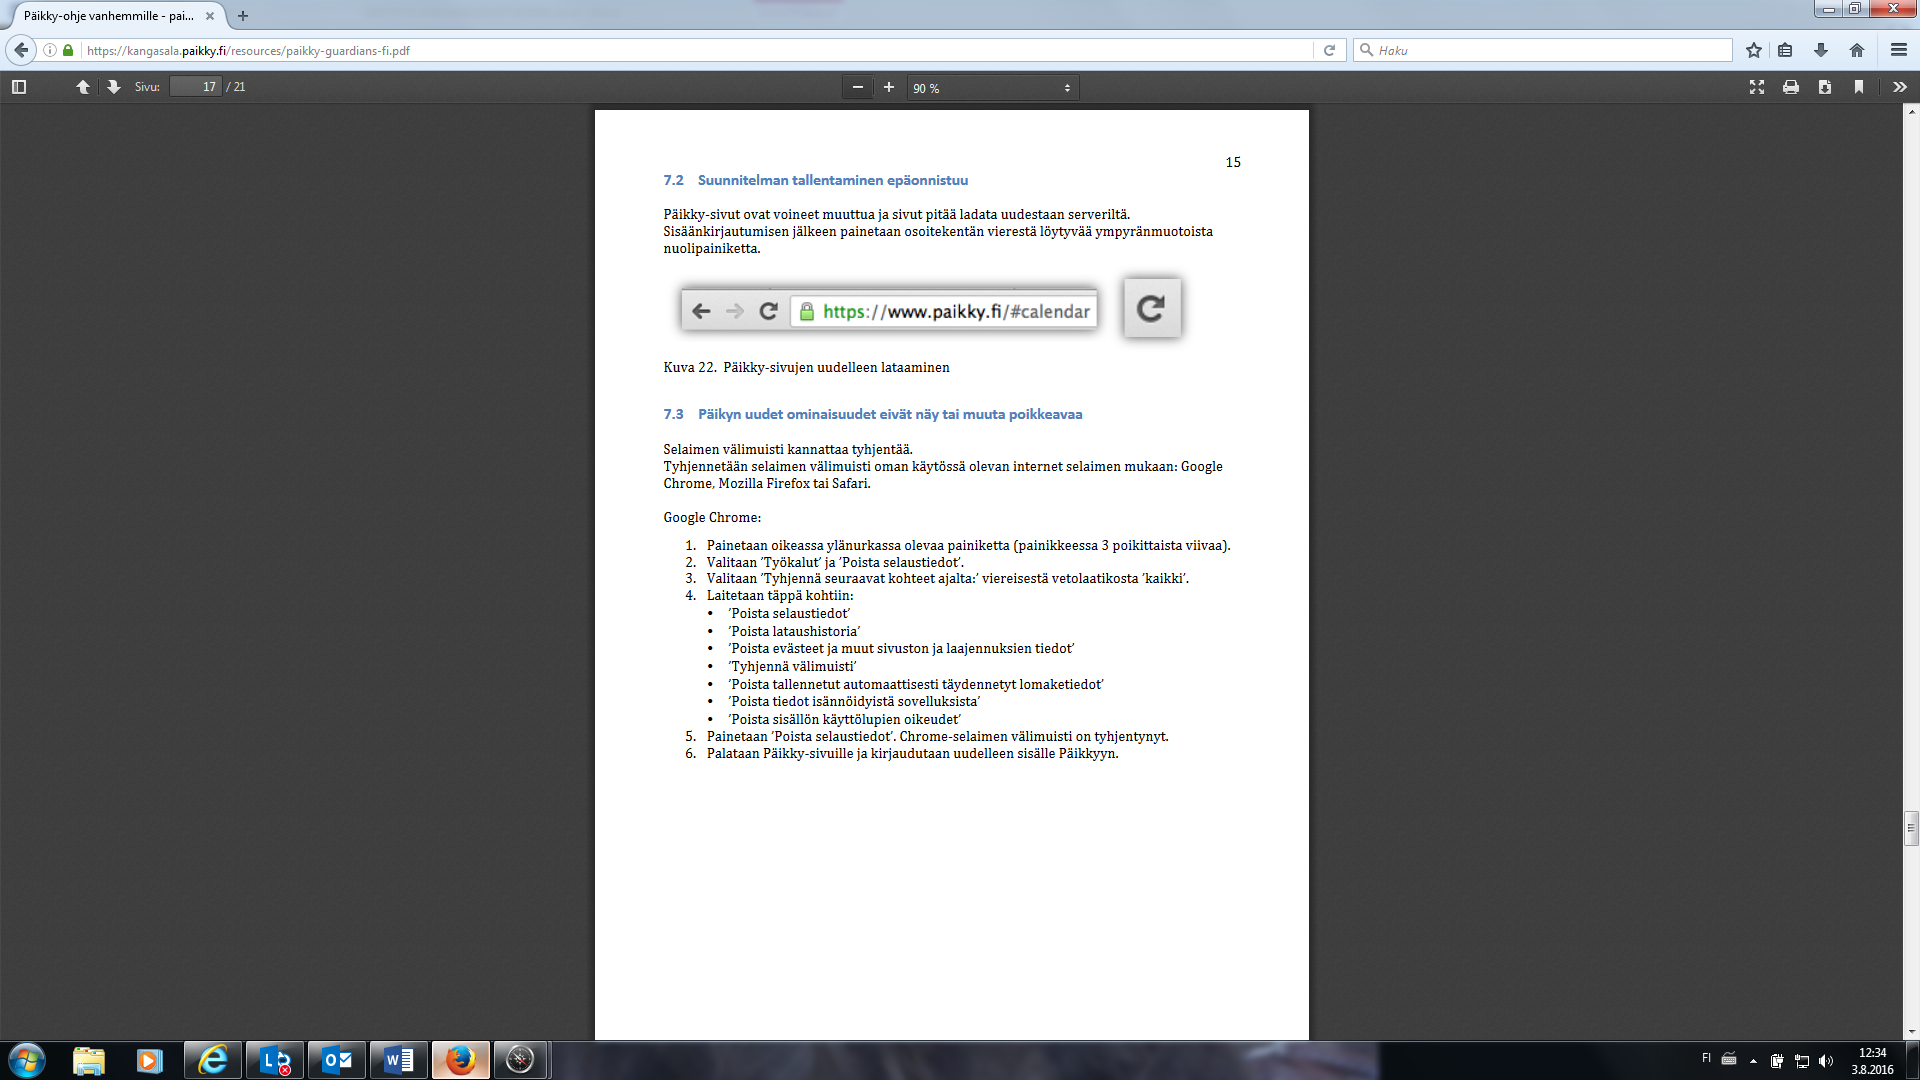 Päikky-ohje vanhemmille - pai...
https://kangasala.paikky.fi/resources/paikky-guardians-fi.pdf
Haku
Sivu: 17 / 21
90 %
15
7.2 Suunnitelman tallentaminen epäonnistuu
Päikky-sivut ovat voineet muuttua ja sivut pitää ladata uudestaan serveriltä.
Sisäänkirjautumisen jälkeen painetaan osoitekentän vierestä löytyvää ympyränmuotoista
nuolipainiketta.
https://www.paikky.fi/#calendar
Kuva 22. Päikky-sivujen uudelleen lataaminen
7.3 Päikyn uudet ominaisuudet eivät näy tai muuta poikkeavaa
Selaimen välimuisti kannattaa tyhjentää.
Tyhjennetään selaimen välimuisti oman käytössä olevan internet selaimen mukaan: Google
Chrome, Mozilla Firefox tai Safari.
Google Chrome:
1. Painetaan oikeassa ylänurkassa olevaa painiketta (painikkeessa 3 poikittaista viivaa).
2. Valitaan ’Työkalut’ ja ’Poista selaustiedot’.
3. Valitaan ’Tyhjennä seuraavat kohteet ajalta:’ viereisestä vetolaatikosta ’kaikki’.
4. Laitetaan täppä kohtiin:
• ’Poista selaustiedot’
• ’Poista lataushistoria’
• ’Poista evästeet ja muut sivuston ja laajennuksien tiedot’
• ’Tyhjennä välimuisti’
• ’Poista tallennetut automaattisesti täydennetyt lomaketiedot’
• ’Poista tiedot isännöidyistä sovelluksista’
• ’Poista sisällön käyttölupien oikeudet’
5. Painetaan ’Poista selaustiedot’. Chrome-selaimen välimuisti on tyhjentynyt.
6. Palataan Päikky-sivuille ja kirjaudutaan uudelleen sisälle Päikkyyn.
FI
12:34
3.8.2016